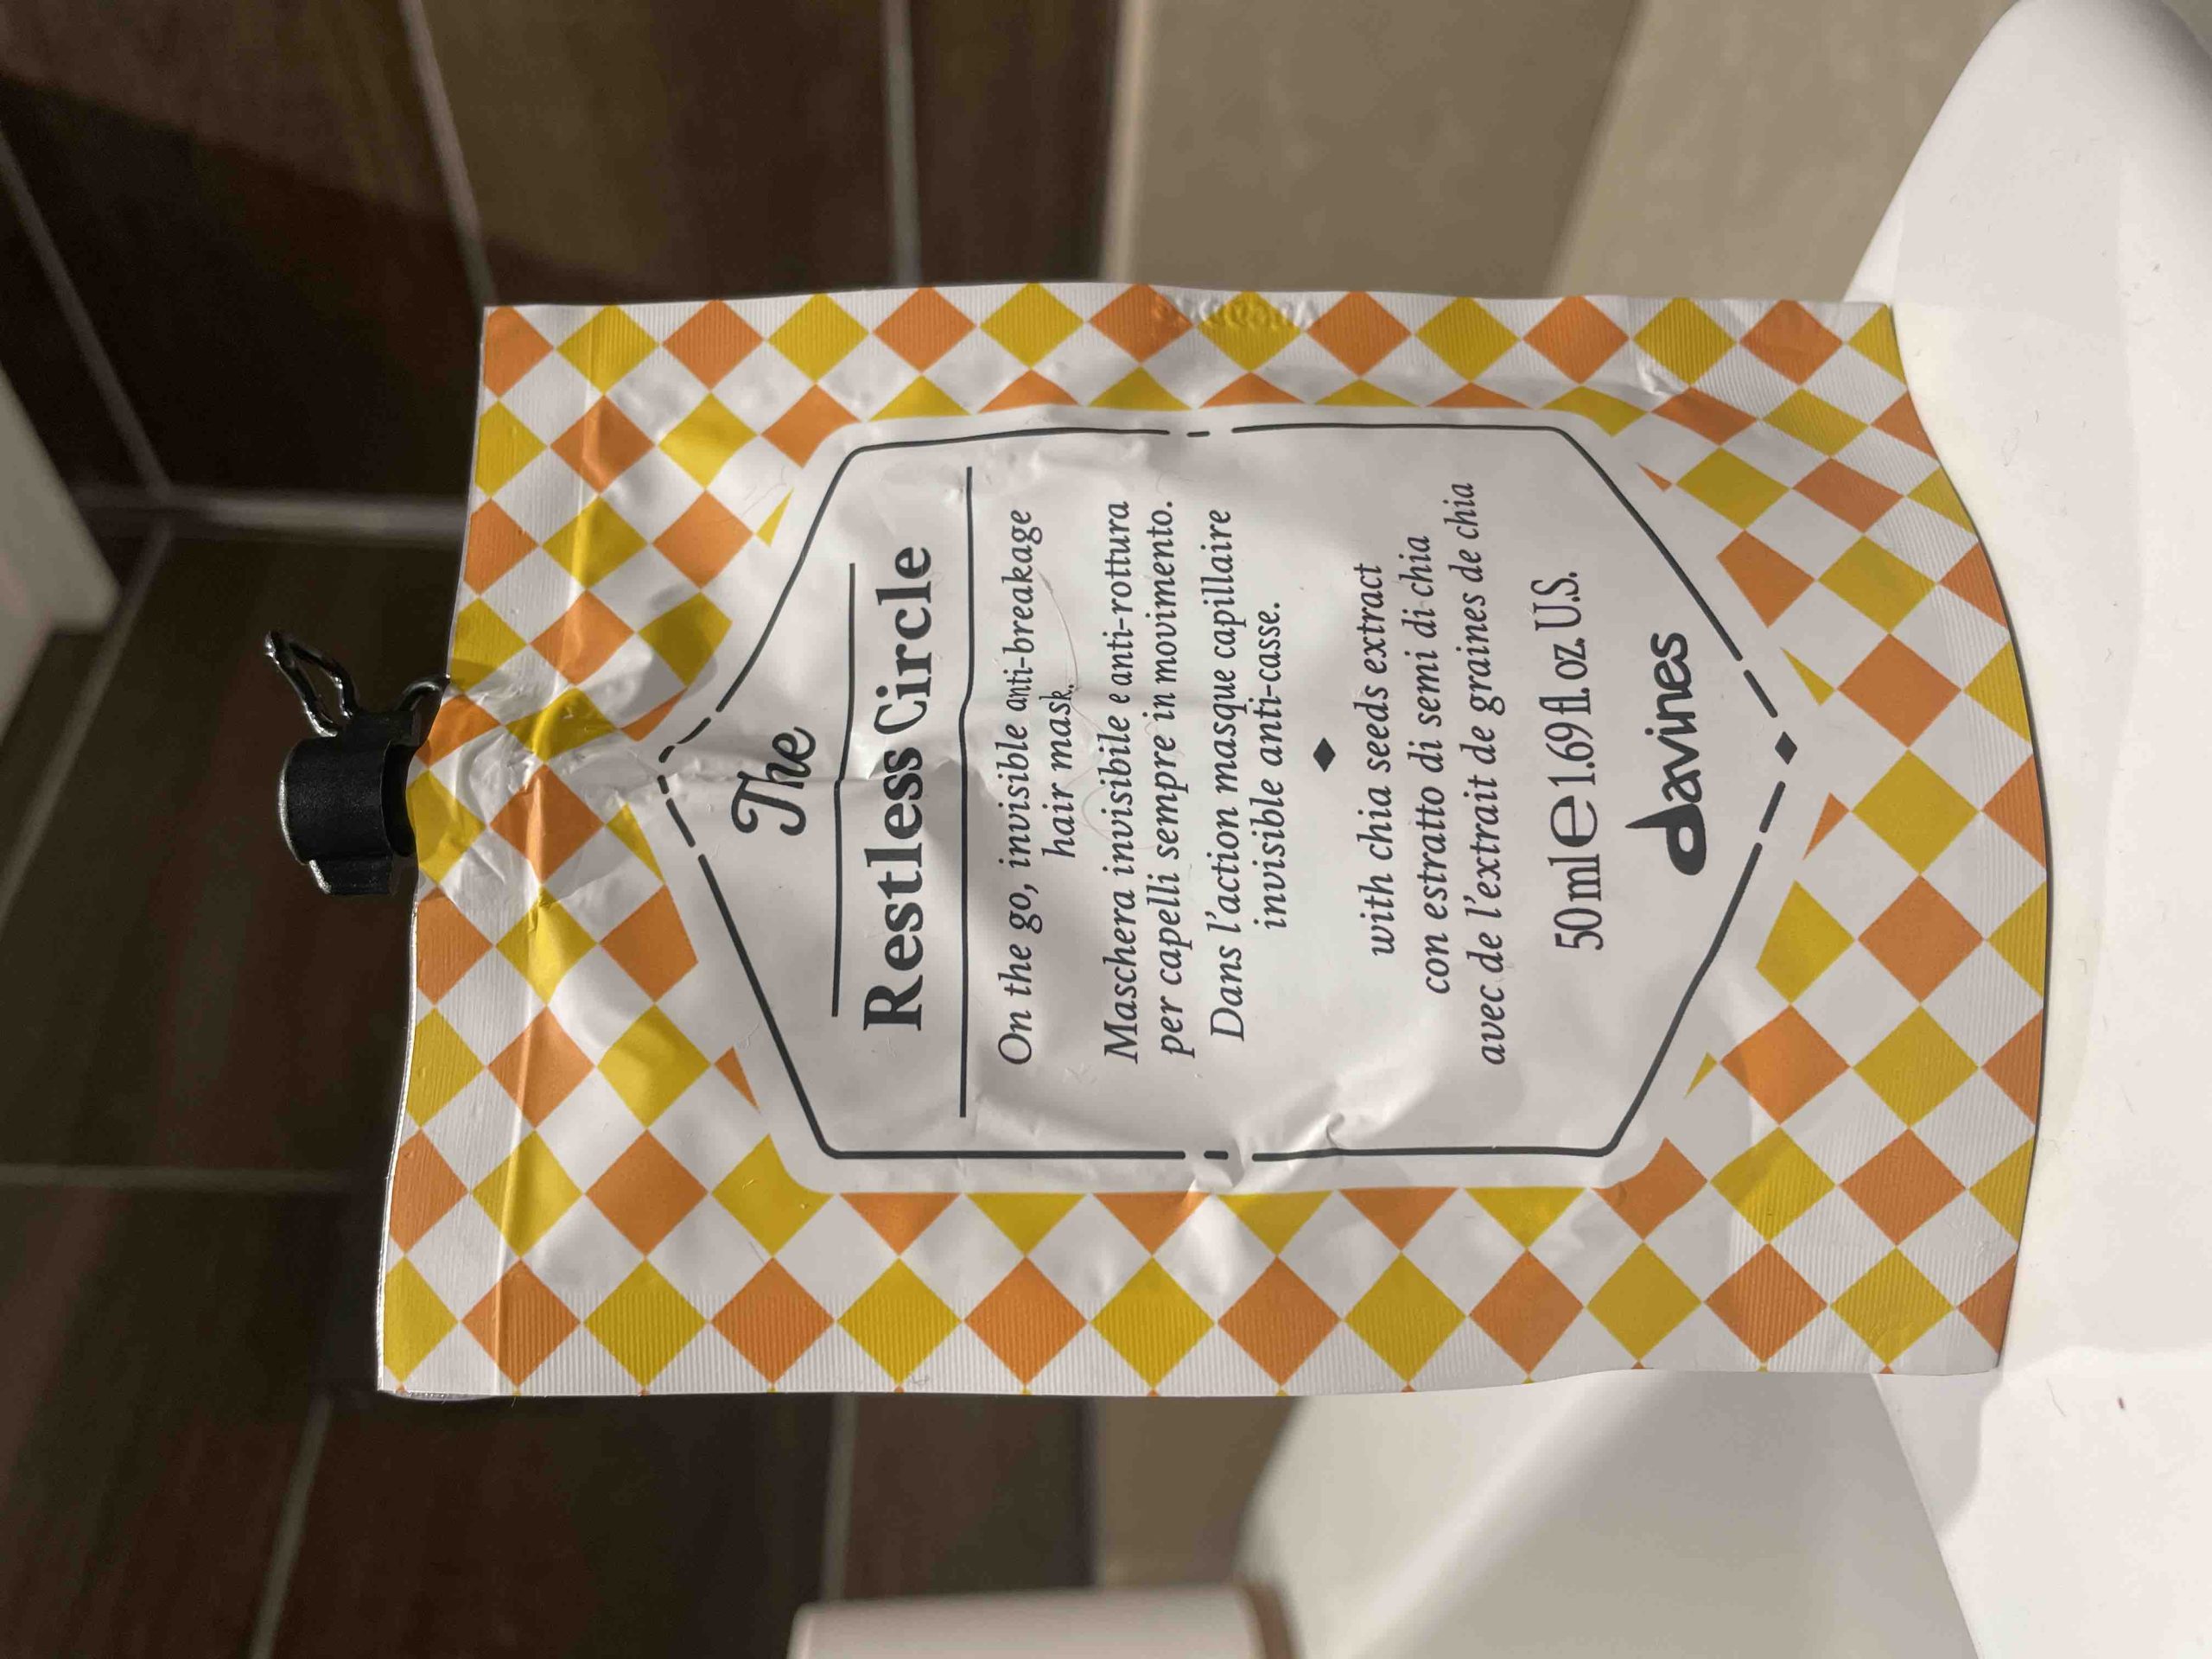 The
Restless Circle
On the go, invisible anti-breakage
hair mask.
Maschera invisibile e anti-rottura
per capelli sempre in movimento.
Dans l'action masque capillaire
invisible anti-casse.
with chia seeds extract
con estratto di semi di chia
avec de l'extrait de graines de chia
50 ml ℮ 1.69 fl. oz. U.S.
davines